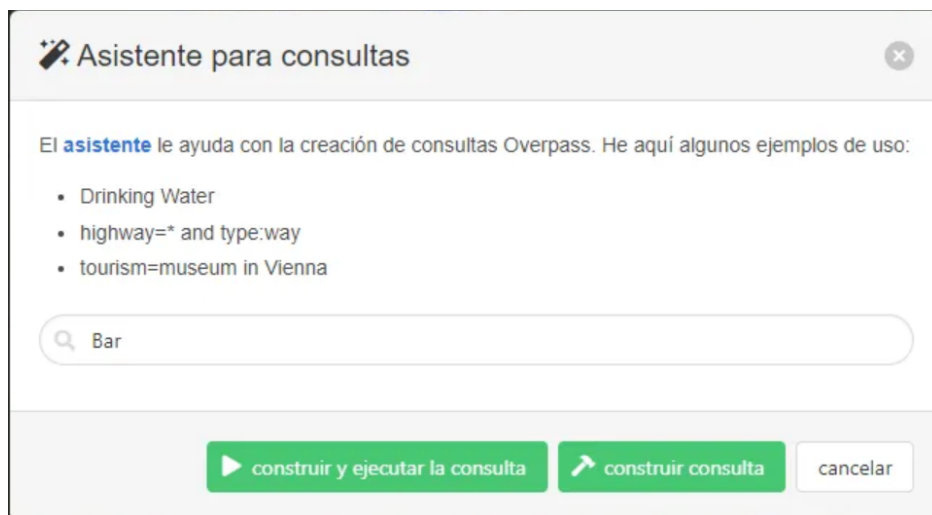 Asistente para consultas
El asistente le ayuda con la creación de consultas Overpass. He aquí algunos ejemplos de uso:
• Drinking Water
• highway=* and type:way
• tourism=museum in Vienna
Bar
construir y ejecutar la consulta
construir consulta
cancelar